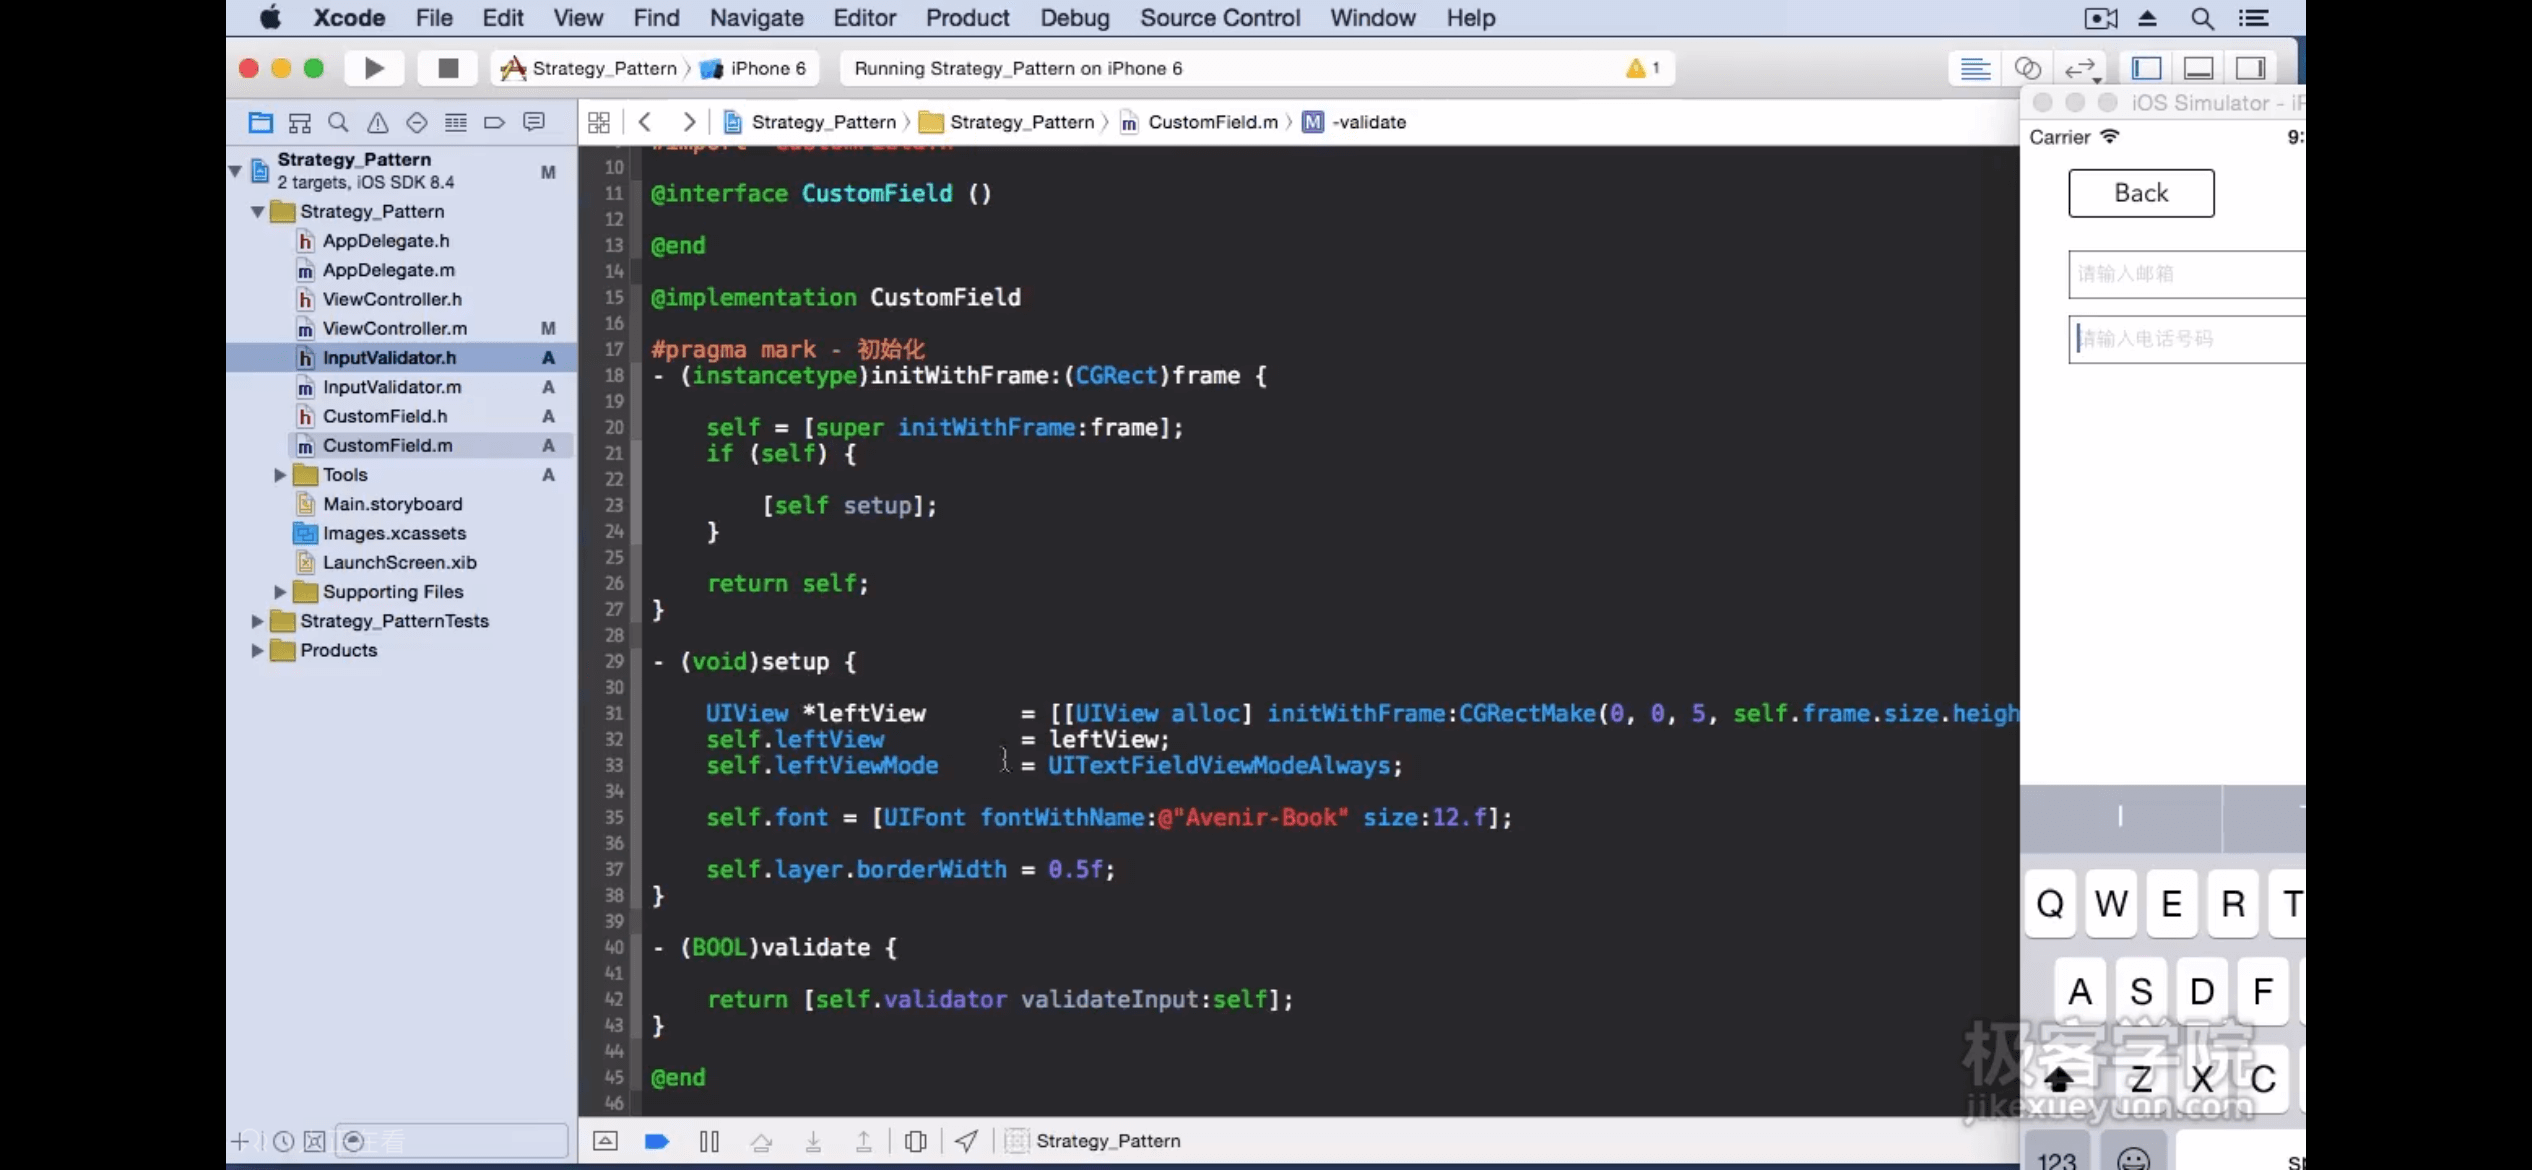 Xcode File Edit View Find Navigate Editor Product Debug Source Control Window Help
Strategy_Pattern 〉 iPhone 6
Running Strategy_Pattern on iPhone 6
1
Strategy_Pattern 〉 Strategy_Pattern 〉 CustomField.m 〉 M -validate
Strategy_Pattern
2 targets, iOS SDK 8.4
M
Strategy_Pattern
h AppDelegate.h
m AppDelegate.m
h ViewController.h
m ViewController.m M
h InputValidator.h A
m InputValidator.m A
h CustomField.h A
m CustomField.m A
Tools A
Main.storyboard
Images.xcassets
LaunchScreen.xib
Supporting Files
Strategy_PatternTests
Products
10
11 @interface CustomField ()
12
13 @end
14
15 @implementation CustomField
16
17 #pragma mark - 初始化
18 - (instancetype)initWithFrame:(CGRect)frame {
19
20 self = [super initWithFrame:frame];
21 if (self) {
22
23 [self setup];
24 }
25
26 return self;
27 }
28
29 - (void)setup {
30
31 UIView *leftView = [[UIView alloc] initWithFrame:CGRectMake(0, 0, 5, self.frame.size.heigh
32 self.leftView = leftView;
33 self.leftViewMode = UITextFieldViewModeAlways;
34
35 self.font = [UIFont fontWithName:@"Avenir-Book" size:12.f];
36
37 self.layer.borderWidth = 0.5f;
38 }
39
40 - (BOOL)validate {
41
42 return [self.validator validateInput:self];
43 }
44
45 @end
46
Strategy_Pattern
iOS Simulator - iP
Carrier 9:
Back
请输入邮箱
请输入电话号码
I
Q W E R T
A S D F
Z X C
123
极客学院
jikexueyuan.com